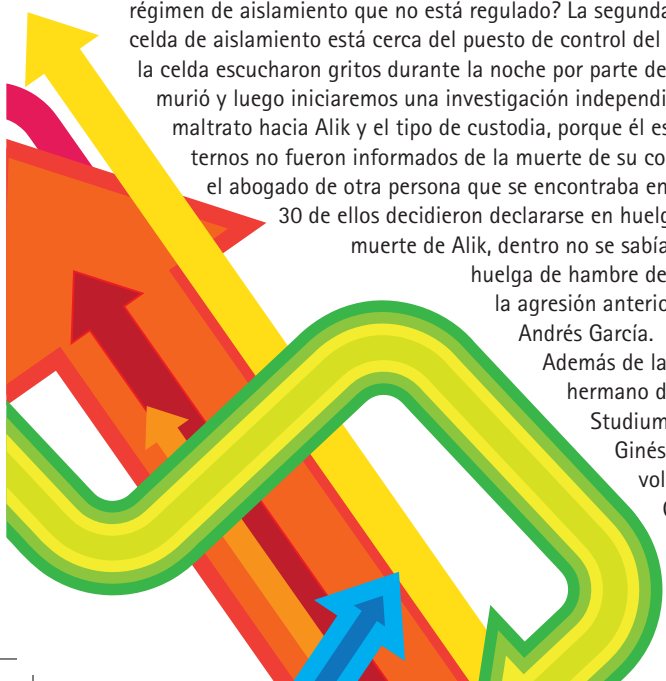 régimen de aislamiento que no está regulado? La segunda
celda de aislamiento está cerca del puesto de control del
la celda escucharon gritos durante la noche por parte de
murió y luego iniciaremos una investigación independi
maltrato hacia Alik y el tipo de custodia, porque él es
ternos no fueron informados de la muerte de su co
el abogado de otra persona que se encontraba en
30 de ellos decidieron declararse en huelg
muerte de Alik, dentro no se sabía
huelga de hambre de
la agresión anterio
Andrés García.
Además de la
hermano d
Studium
Ginés
vol